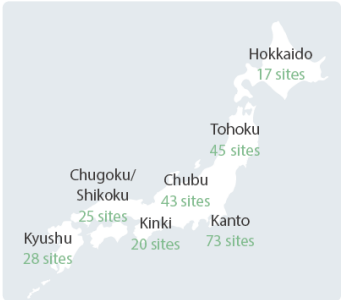 Hokkaido
17 sites
Tohoku
45 sites
Chugoku/
Shikoku
25 sites
Chubu
43 sites
Kinki
20 sites
Kanto
73 sites
Kyushu
28 sites